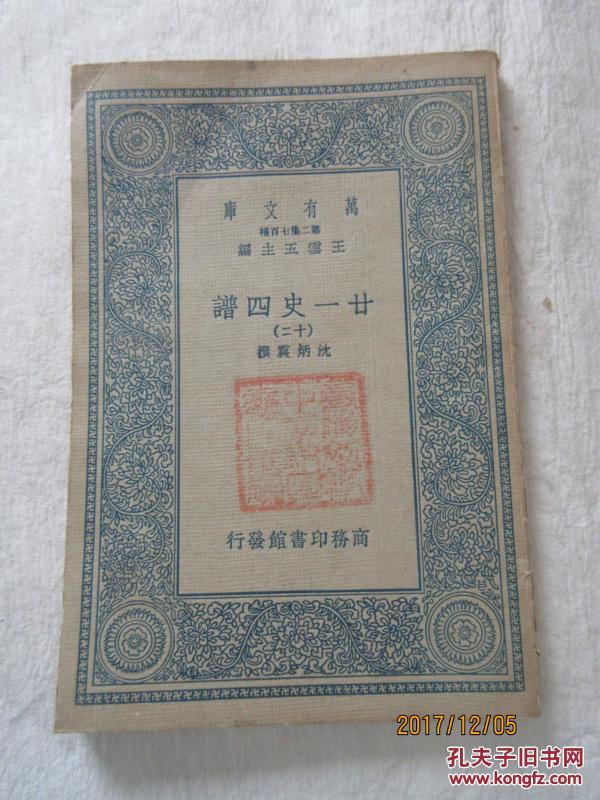 萬有文庫
第二集七百種
王雲五主編
廿一史四譜
（十二）
沈炳震撰
商務印書館發行
2017/12/05
孔夫子旧书网
www.kongfz.com